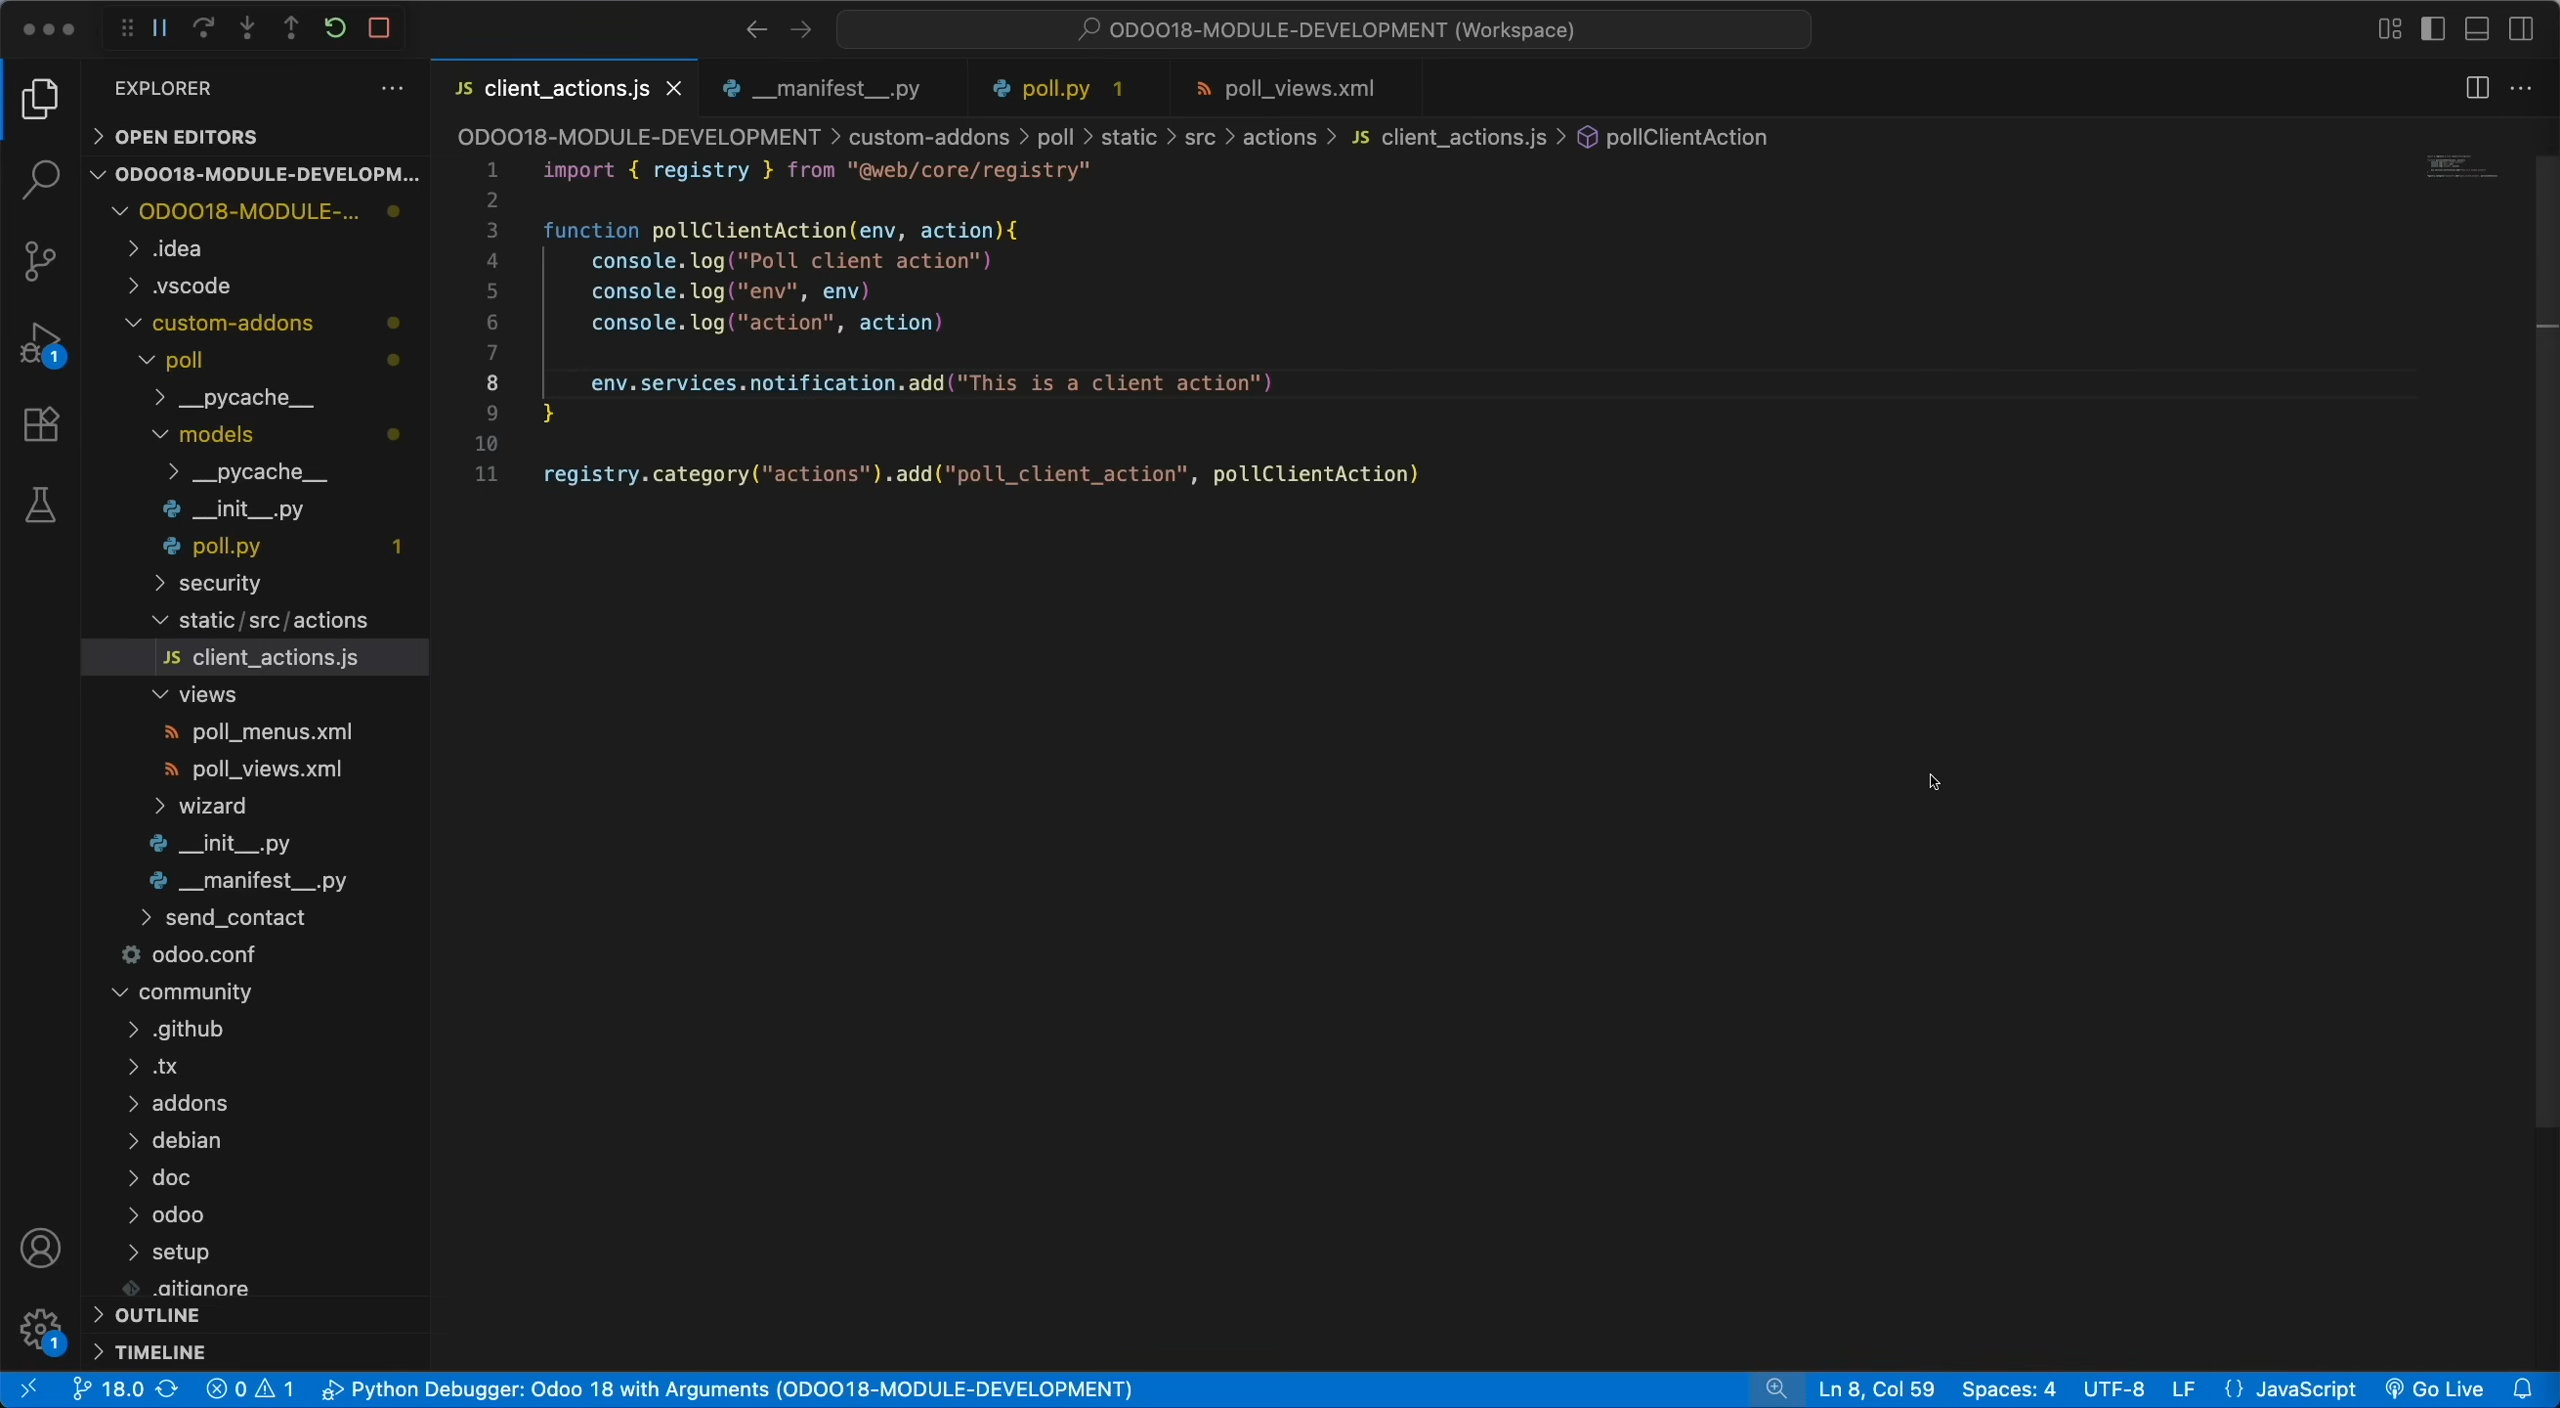 ODOO18-MODULE-DEVELOPMENT (Workspace)
EXPLORER
OPEN EDITORS
ODOO18-MODULE-DEVELOPM...
ODOO18-MODULE-...
.idea
.vscode
custom-addons
poll
__pycache__
models
__pycache__
__init__.py
poll.py 1
security
static/src/actions
JS client_actions.js
views
poll_menus.xml
poll_views.xml
wizard
__init__.py
__manifest__.py
send_contact
odoo.conf
community
.github
.tx
addons
debian
doc
odoo
setup
.gitignore
OUTLINE
TIMELINE
1
1
JS client_actions.js
__manifest__.py
poll.py 1
poll_views.xml
ODOO18-MODULE-DEVELOPMENT > custom-addons > poll > static > src > actions > JS client_actions.js > pollClientAction
1 import { registry } from "@web/core/registry"
2
3 function pollClientAction(env, action){
4 console.log("Poll client action")
5 console.log("env", env)
6 console.log("action", action)
7
8 env.services.notification.add("This is a client action")
9 }
10
11 registry.category("actions").add("poll_client_action", pollClientAction)
18.0 0 1 Python Debugger: Odoo 18 with Arguments (ODOO18-MODULE-DEVELOPMENT) Ln 8, Col 59 Spaces: 4 UTF-8 LF {} JavaScript Go Live